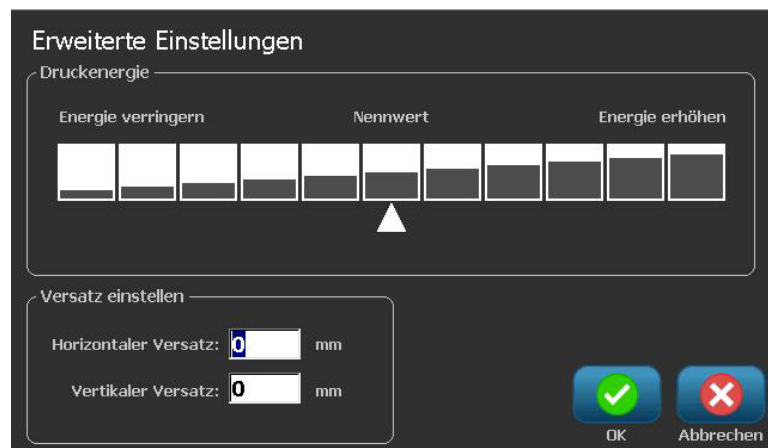 Erweiterte Einstellungen
Druckenergie
Energie verringern Nennwert Energie erhöhen
Versatz einstellen
Horizontaler Versatz: 0 mm
Vertikaler Versatz: 0 mm
OK Abbrechen